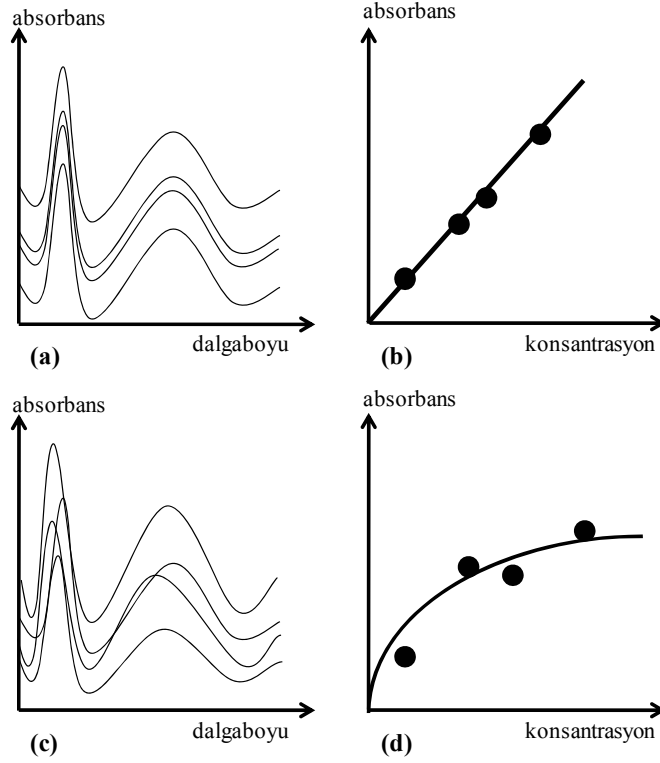 absorbans
absorbans
dalgaboyu
konsantrasyon
(a)
(b)
absorbans
absorbans
dalgaboyu
konsantrasyon
(c)
(d)